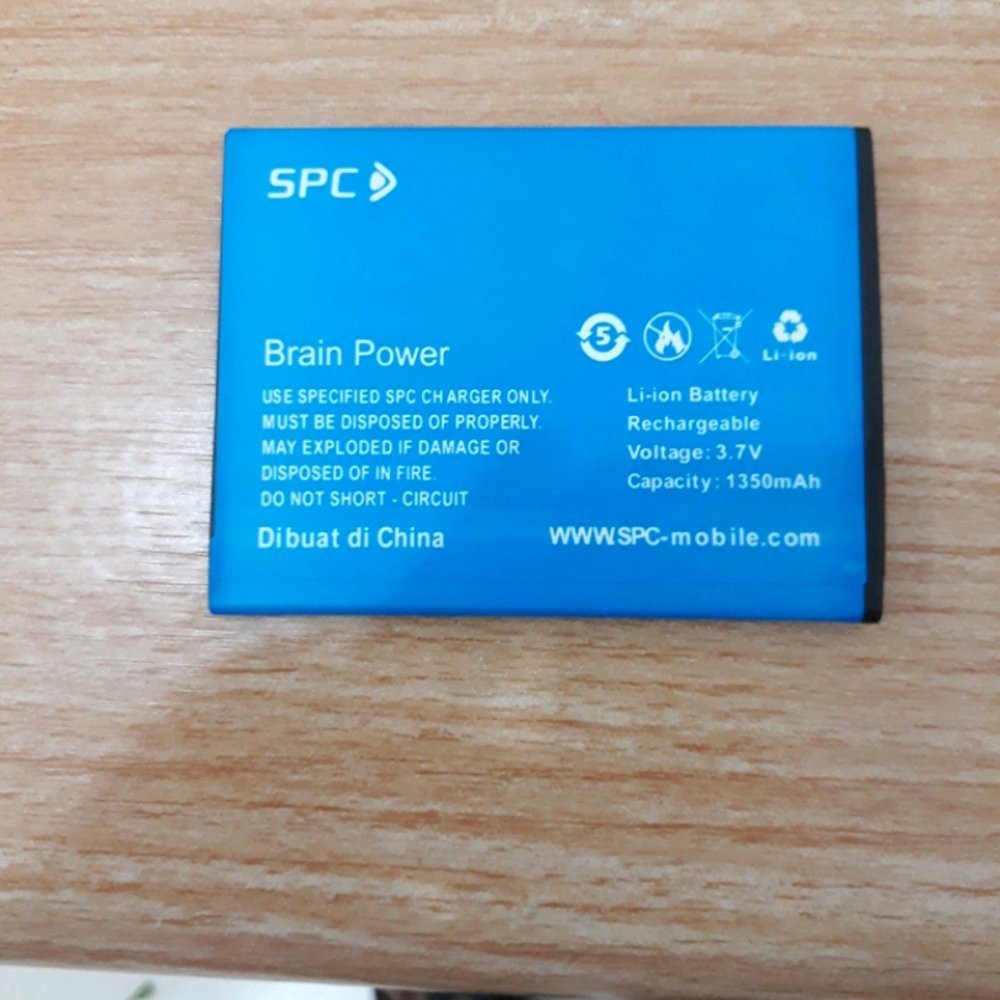 SPC
5
Li-ion
Brain Power
USE SPECIFIED SPC CHARGER ONLY.
MUST BE DISPOSED OF PROPERLY.
MAY EXPLODED IF DAMAGE OR
DISPOSED OF IN FIRE.
DO NOT SHORT - CIRCUIT
Dibuat di China
Li-ion Battery
Rechargeable
Voltage: 3.7V
Capacity: 1350mAh
WWW.SPC-mobile.com